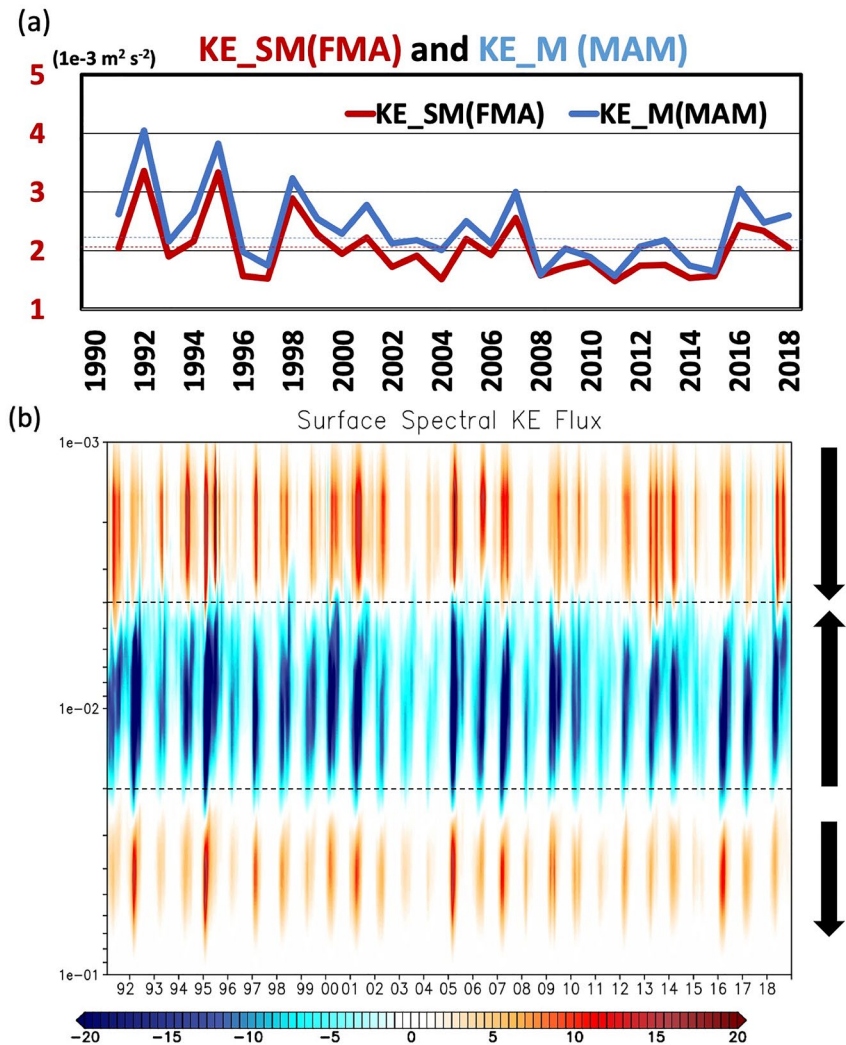 (a)
KE_SM(FMA) and KE_M (MAM)
(1e-3 m² s⁻²)
KE_SM(FMA) KE_M(MAM)
5
4
3
2
1
1990 1992 1994 1996 1998 2000 2002 2004 2006 2008 2010 2012 2014 2016 2018
(b)
Surface Spectral KE Flux
1e-03
1e-02
1e-01
92 93 94 95 96 97 98 99 00 01 02 03 04 05 06 07 08 09 10 11 12 13 14 15 16 17 18
-20 -15 -10 -5 0 5 10 15 20